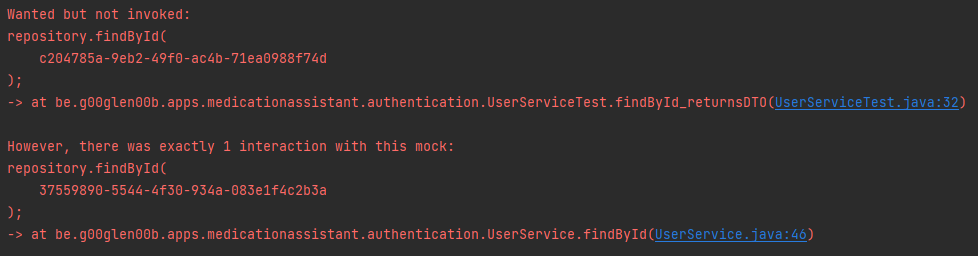 Wanted but not invoked:
repository.findById(
    c204785a-9eb2-49f0-ac4b-71ea0988f74d
);
-> at be.g00glen00b.apps.medicationassistant.authentication.UserServiceTest.findById_returnsDTO(UserServiceTest.java:32)

However, there was exactly 1 interaction with this mock:
repository.findById(
    37559890-5544-4f30-934a-083e1f4c2b3a
);
-> at be.g00glen00b.apps.medicationassistant.authentication.UserService.findById(UserService.java:46)